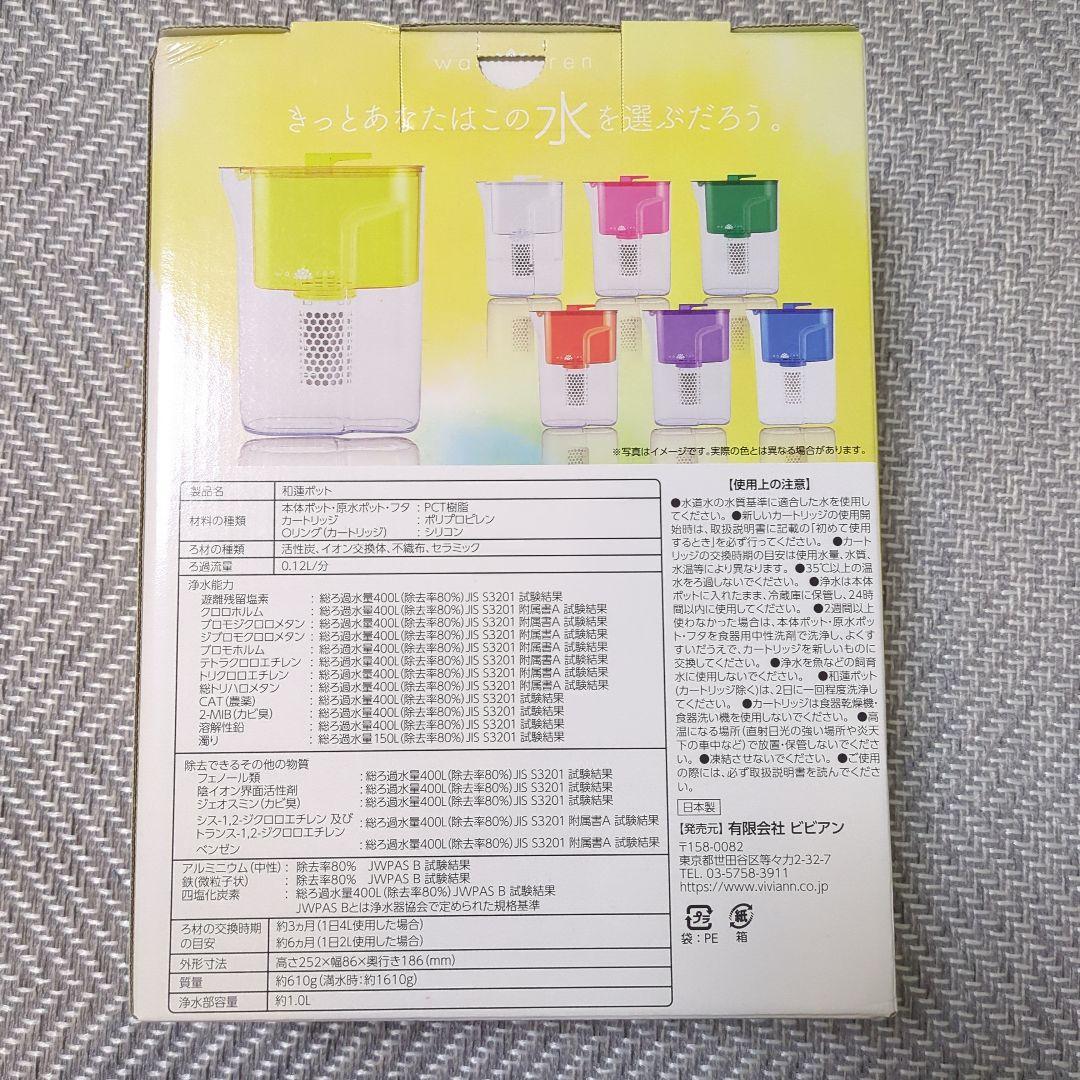 wa ren
きっとあなたはこの水を選ぶだろう。
wa ren
※写真はイメージです。実際の色とは異なる場合があります。
製品名 和蓮ポット
材料の種類 本体ポット・原水ポット・フタ : PCT樹脂
カートリッジ : ポリプロピレン
Oリング(カートリッジ) : シリコン
ろ材の種類 活性炭、イオン交換体、不織布、セラミック
ろ過流量 0.12L/分
浄水能力
遊離残留塩素 : 総ろ過水量400L(除去率80%)JIS S3201 試験結果
クロロホルム : 総ろ過水量400L(除去率80%)JIS S3201 附属書A 試験結果
ブロモジクロロメタン : 総ろ過水量400L(除去率80%)JIS S3201 附属書A 試験結果
ジブロモクロロメタン : 総ろ過水量400L(除去率80%)JIS S3201 附属書A 試験結果
ブロモホルム : 総ろ過水量400L(除去率80%)JIS S3201 附属書A 試験結果
テトラクロロエチレン : 総ろ過水量400L(除去率80%)JIS S3201 附属書A 試験結果
トリクロロエチレン : 総ろ過水量400L(除去率80%)JIS S3201 附属書A 試験結果
総トリハロメタン : 総ろ過水量400L(除去率80%)JIS S3201 附属書A 試験結果
CAT(農薬) : 総ろ過水量400L(除去率80%)JIS S3201 試験結果
2-MIB(カビ臭) : 総ろ過水量400L(除去率80%)JIS S3201 試験結果
溶解性鉛 : 総ろ過水量400L(除去率80%)JIS S3201 試験結果
濁り : 総ろ過水量150L(除去率80%)JIS S3201 試験結果
除去できるその他の物質
フェノール類 : 総ろ過水量400L(除去率80%)JIS S3201 試験結果
陰イオン界面活性剤 : 総ろ過水量400L(除去率80%)JIS S3201 試験結果
ジェオスミン(カビ臭) : 総ろ過水量400L(除去率80%)JIS S3201 試験結果
シス-1,2-ジクロロエチレン 及び
トランス-1,2-ジクロロエチレン : 総ろ過水量400L(除去率80%)JIS S3201 附属書A 試験結果
ベンゼン : 総ろ過水量400L(除去率80%)JIS S3201 附属書A 試験結果
アルミニウム(中性) : 除去率80% JWPAS B 試験結果
鉄(微粒子状) : 除去率80% JWPAS B 試験結果
四塩化炭素 : 総ろ過水量400L(除去率80%)JWPAS B 試験結果
JWPAS Bとは浄水器協会で定められた規格基準
ろ材の交換時期の目安 約3ヵ月(1日4L使用した場合)
約6ヵ月(1日2L使用した場合)
外形寸法 高さ252×幅86×奥行き186(mm)
質量 約610g(満水時:約1610g)
浄水部容量 約1.0L
【使用上の注意】
●水道水の水質基準に適合した水を使用し
てください。●新しいカートリッジの使用開
始時は、取扱説明書に記載の「初めて使用
するとき」を必ず行ってください。●カート
リッジの交換時期の目安は使用水量、水質、
水温等により異なります。●35℃以上の温
水をろ過しないでください。●浄水は本体
ポットに入れたまま、冷蔵庫に保管し、24時
間以内に使用してください。●2週間以上
使わなかった場合は、本体ポット・原水ポッ
ト・フタを食器用中性洗剤で洗浄し、よくす
すいだうえで、カートリッジを新しいものに
交換してください。●浄水を魚などの飼育
水に使用しないでください。●和蓮ポット
(カートリッジ除く)は、2日に一回程度洗浄し
てください。●カートリッジは食器乾燥機・
食器洗い機を使用しないでください。●高
温になる場所(直射日光の強い場所や炎天
下の車中など)で放置・保管しないでくださ
い。●凍結させないでください。●ご使用
の際には、必ず取扱説明書を読んでくださ
い。
日本製
【発売元】有限会社 ビビアン
〒158-0082
東京都世田谷区等々力2-32-7
TEL. 03-5758-3911
https://www.viviann.co.jp
プラ 紙
袋:PE 箱